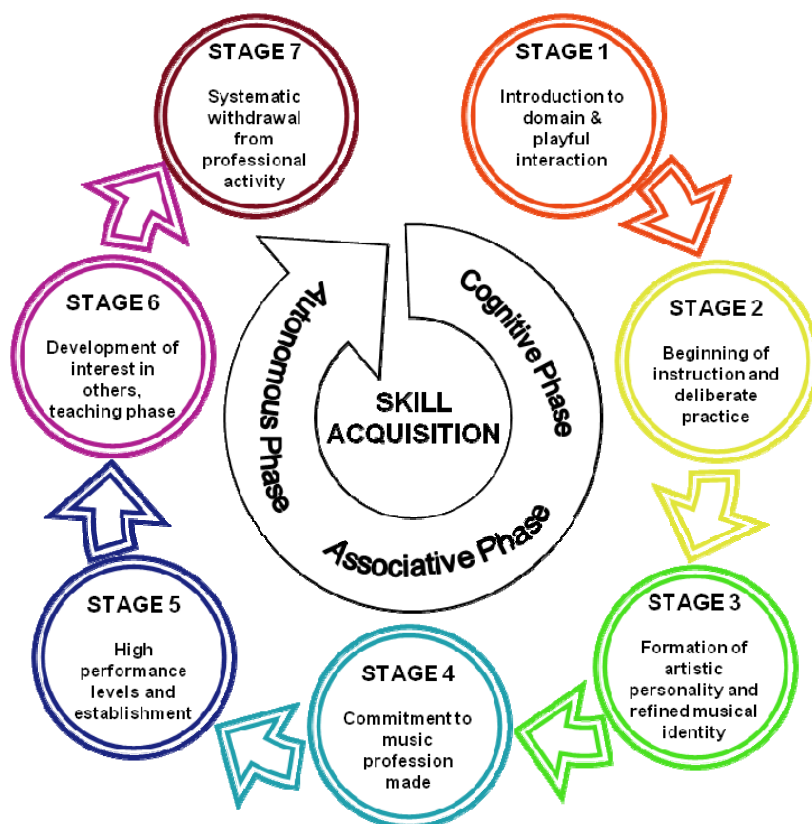 STAGE 1
Introduction to
domain &
playful
interaction
STAGE 2
Beginning of
instruction and
deliberate
practice
STAGE 3
Formation of
artistic
personality and
refined musical
identity
STAGE 4
Commitment to
music
profession
made
STAGE 5
High
performance
levels and
establishment
STAGE 6
Development of
interest in
others,
teaching phase
STAGE 7
Systematic
withdrawal
from
professional
activity
Cognitive Phase
Associative Phase
Autonomous Phase
SKILL
ACQUISITION